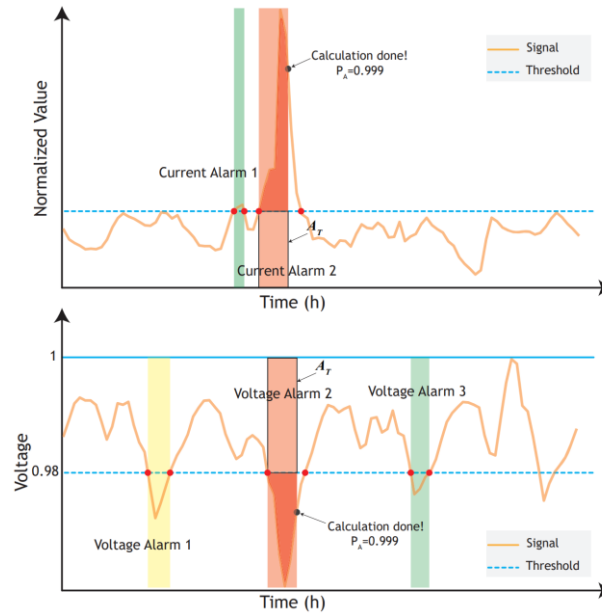 Signal
Threshold
Calculation done!
P_A=0.999
Current Alarm 1
Normalized Value
A_T
Current Alarm 2
Time (h)
1
A_T
Voltage Alarm 2
Voltage Alarm 3
Voltage
0.98
Calculation done!
P_A=0.999
Voltage Alarm 1
Signal
Threshold
Time (h)